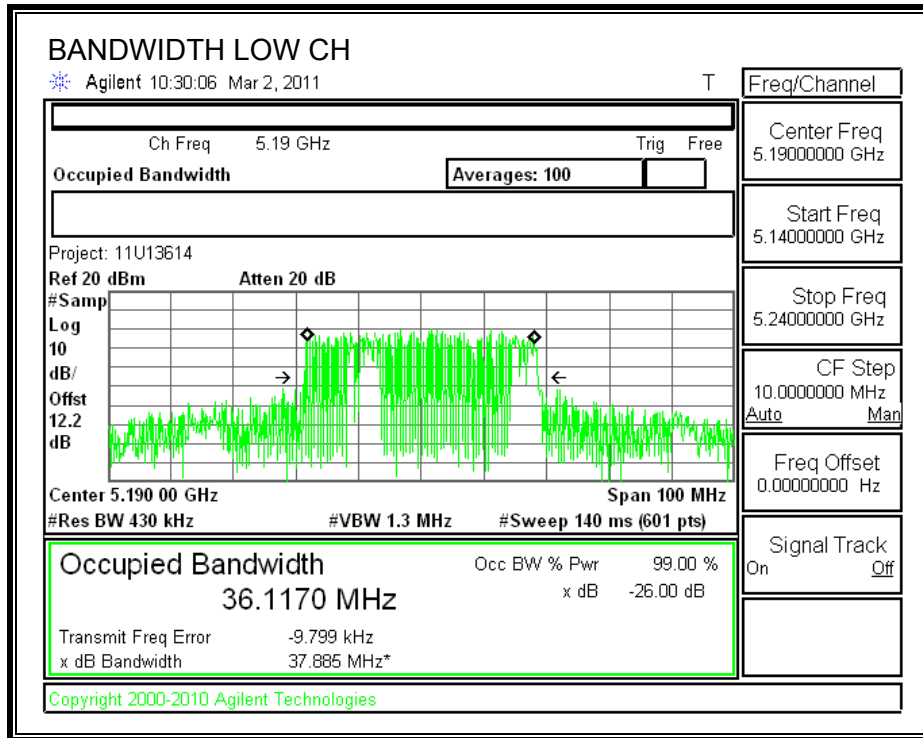 BANDWIDTH LOW CH
Agilent 10:30:06 Mar 2, 2011 T
Freq/Channel
Ch Freq 5.19 GHz Trig Free
Occupied Bandwidth Averages: 100
Center Freq
5.19000000 GHz
Start Freq
5.14000000 GHz
Stop Freq
5.24000000 GHz
CF Step
10.0000000 MHz
Auto Man
Freq Offset
0.00000000 Hz
Signal Track
On Off
Project: 11U13614
Ref 20 dBm Atten 20 dB
#Samp
Log
10
dB/
Offst
12.2
dB
Center 5.190 00 GHz Span 100 MHz
#Res BW 430 kHz #VBW 1.3 MHz #Sweep 140 ms (601 pts)
Occupied Bandwidth Occ BW % Pwr 99.00 %
36.1170 MHz x dB -26.00 dB
Transmit Freq Error -9.799 kHz
x dB Bandwidth 37.885 MHz*
Copyright 2000-2010 Agilent Technologies